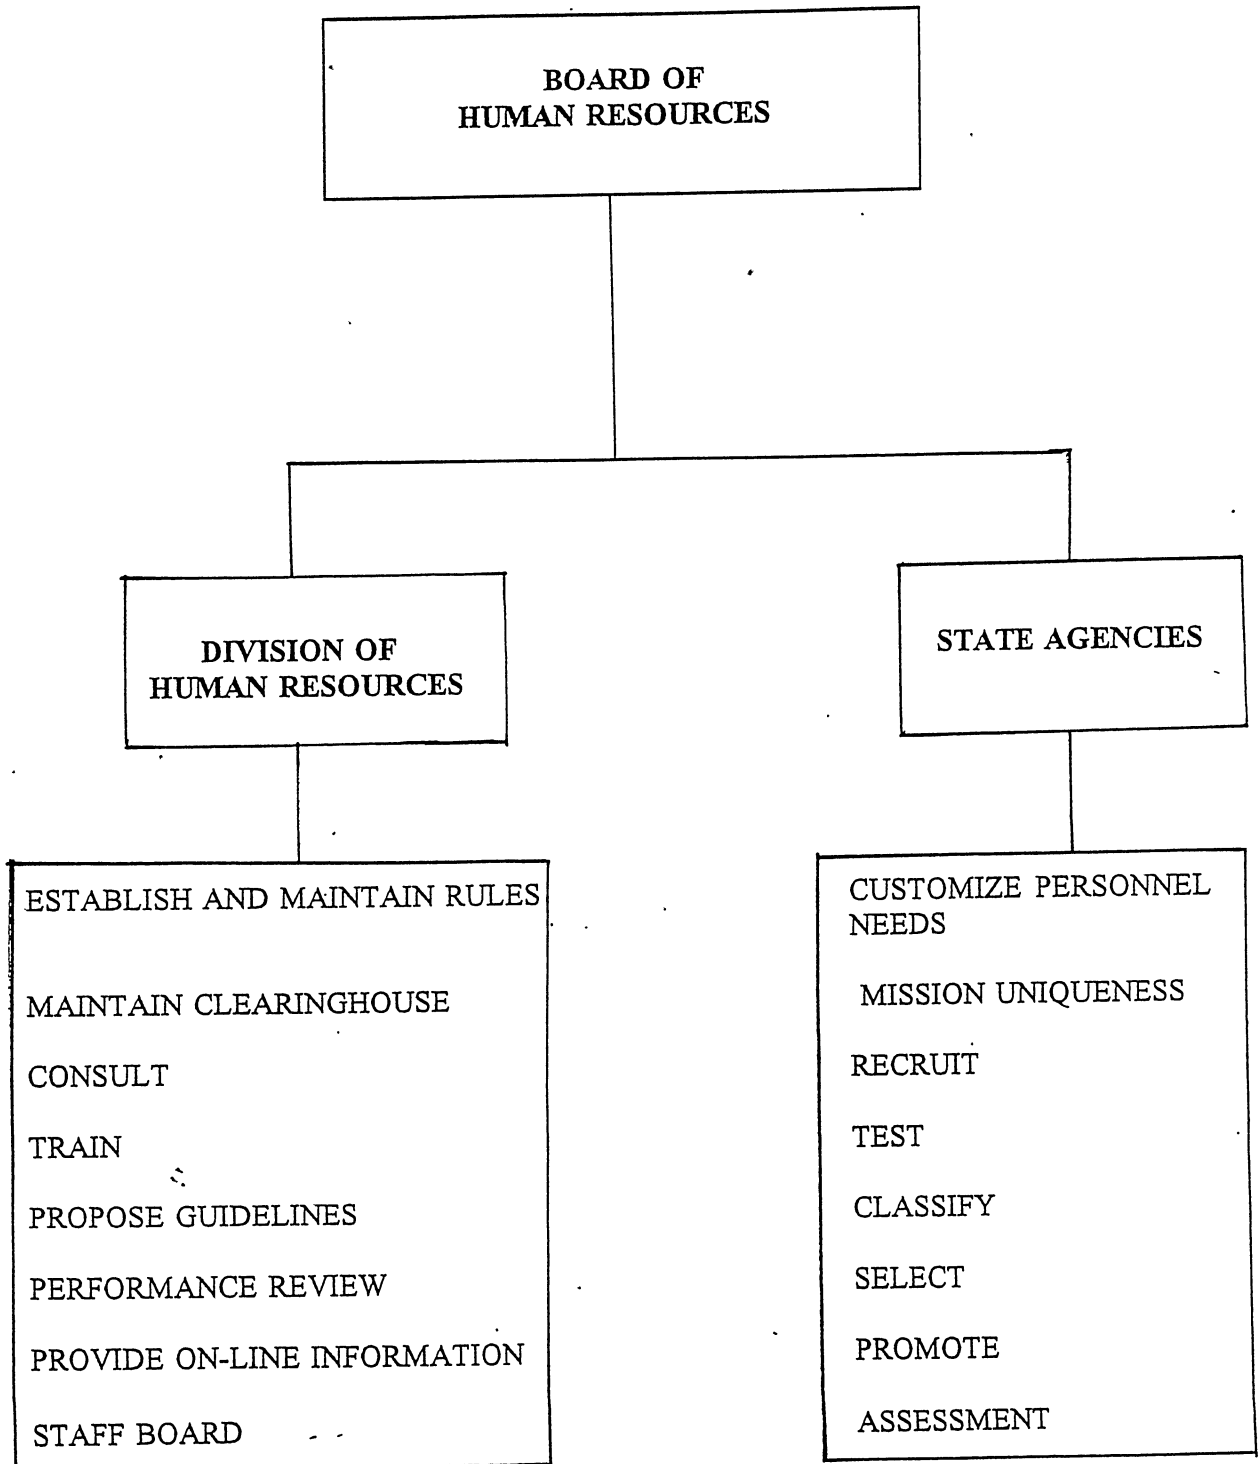 BOARD OF
HUMAN RESOURCES
DIVISION OF
HUMAN RESOURCES
STATE AGENCIES
ESTABLISH AND MAINTAIN RULES
MAINTAIN CLEARINGHOUSE
CONSULT
TRAIN
PROPOSE GUIDELINES
PERFORMANCE REVIEW
PROVIDE ON-LINE INFORMATION
STAFF BOARD
CUSTOMIZE PERSONNEL
NEEDS
MISSION UNIQUENESS
RECRUIT
TEST
CLASSIFY
SELECT
PROMOTE
ASSESSMENT